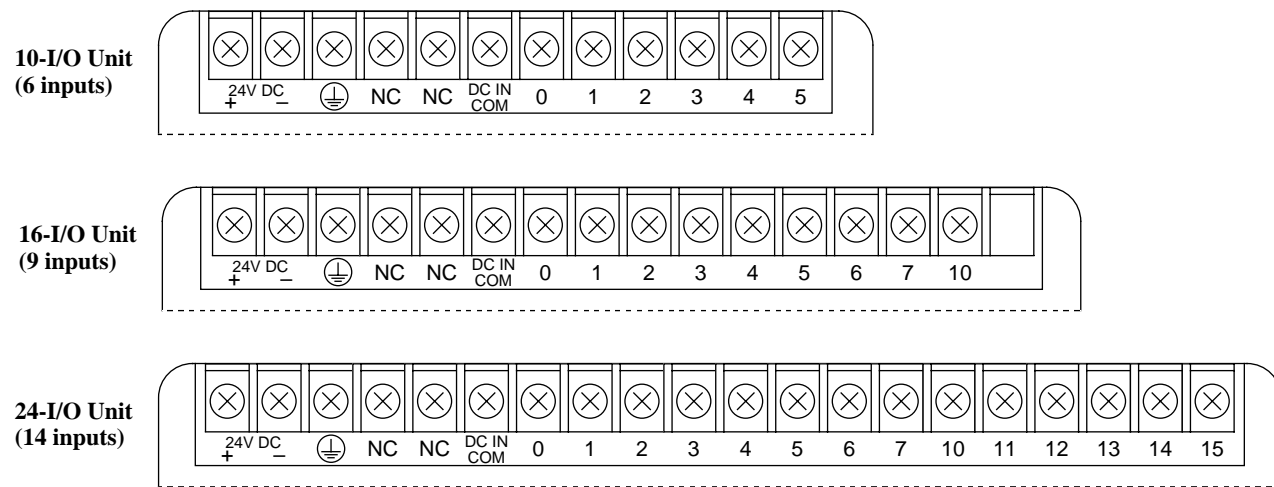 10-I/O Unit
(6 inputs)
24V DC
+ –
NC NC DC IN COM 0 1 2 3 4 5
16-I/O Unit
(9 inputs)
24V DC
+ –
NC NC DC IN COM 0 1 2 3 4 5 6 7 10
24-I/O Unit
(14 inputs)
24V DC
+ –
NC NC DC IN COM 0 1 2 3 4 5 6 7 10 11 12 13 14 15